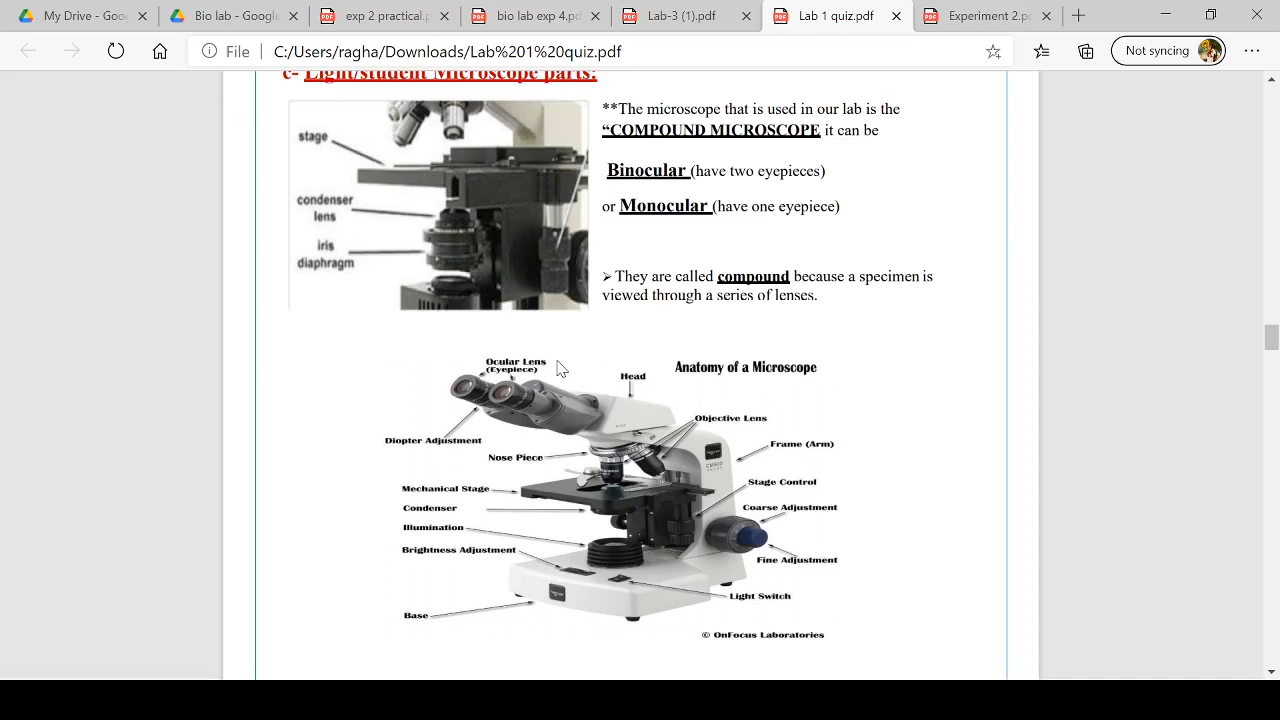 My Drive - Goo
Bio lab - Google
exp 2 practical.p
bio lab exp 4.pd
Lab-3 (1).pdf
Lab 1 quiz.pdf
Experiment 2.pd
File
C:/Users/ragha/Downloads/Lab%201%20quiz.pdf
Not syncing
c- Light/student Microscope parts:
**The microscope that is used in our lab is the
“COMPOUND MICROSCOPE it can be
Binocular (have two eyepieces)
or Monocular (have one eyepiece)
➢ They are called compound because a specimen is
viewed through a series of lenses.
stage
condenser
lens
iris
diaphragm
Anatomy of a Microscope
Ocular Lens
(Eyepiece)
Head
Objective Lens
Diopter Adjustment
Frame (Arm)
Nose Piece
Stage Control
Mechanical Stage
Condenser
Coarse Adjustment
Illumination
Brightness Adjustment
Fine Adjustment
Light Switch
Base
© OnFocus Laboratories